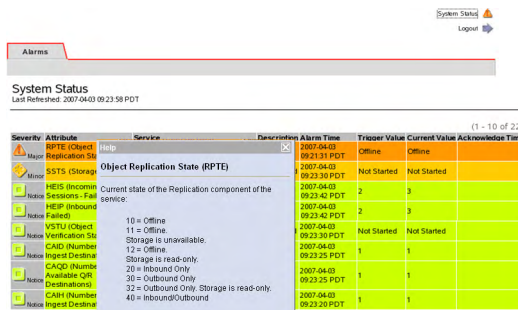 System Status
Logout
Alarms
System Status
Last Refreshed: 2007-04-03 09:23:58 PDT
(1 - 10 of 22
Severity Attribute Service Description Alarm Time Trigger Value Current Value Acknowledge Tim
Major RPTE (Object Replication Sta 2007-04-03 09:21:31 PDT Offline Offline
Minor SSTS (Storage 2007-04-03 09:23:30 PDT Not Started Not Started
Notice HEIS (Incomin Sessions - Fail 2007-04-03 09:23:42 PDT 2 3
Notice HEIP (Inbound Failed) 2007-04-03 09:23:42 PDT 2 3
Notice VSTU (Object Verification Sta 2007-04-03 09:23:30 PDT Not Started Not Started
Notice CAID (Number Ingest Destinat 2007-04-03 09:23:25 PDT 1 1
Notice CAQD (Number Available Q/R Destinations) 2007-04-03 09:23:25 PDT 1 1
Notice CAIH (Number Ingest Destinat 2007-04-03 09:23:20 PDT 1 1
Help
Object Replication State (RPTE)
Current state of the Replication component of the
service:
10 = Offline
11 = Offline.
Storage is unavailable.
12 = Offline.
Storage is read-only.
20 = Inbound Only
30 = Outbound Only
32 = Outbound Only. Storage is read-only.
40 = Inbound/Outbound